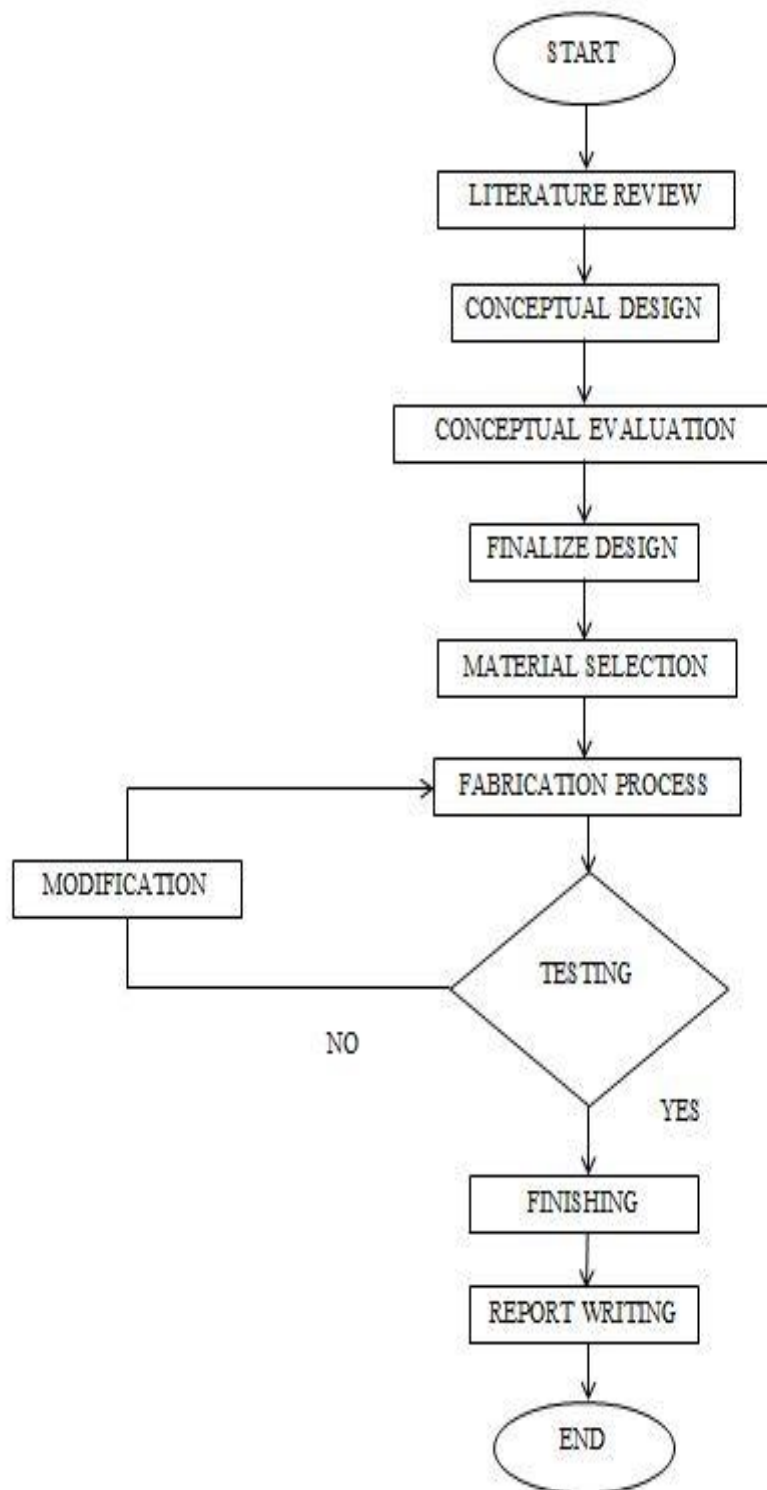 START
LITERATURE REVIEW
CONCEPTUAL DESIGN
CONCEPTUAL EVALUATION
FINALIZE DESIGN
MATERIAL SELECTION
FABRICATION PROCESS
MODIFICATION
TESTING
NO
YES
FINISHING
REPORT WRITING
END